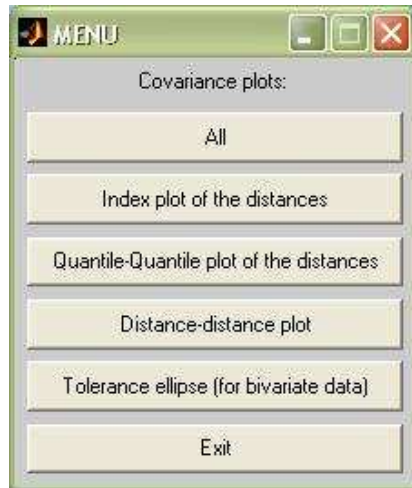 MENU
Covariance plots:
All
Index plot of the distances
Quantile-Quantile plot of the distances
Distance-distance plot
Tolerance ellipse (for bivariate data)
Exit